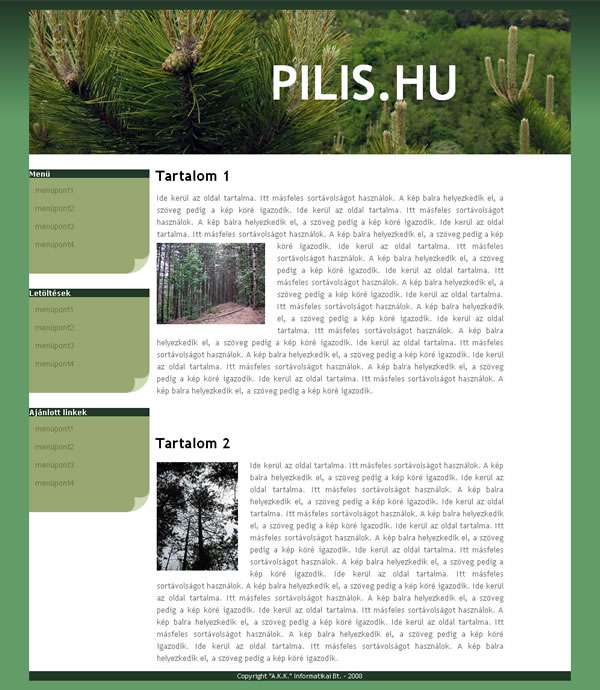 PILIS.HU
Menü
menüpont1
menüpont2
menüpont3
menüpont4
Letöltések
menüpont1
menüpont2
menüpont3
menüpont4
Ajánlott linkek
menüpont1
menüpont2
menüpont3
menüpont4
Tartalom 1
Ide kerül az oldal tartalma. Itt másfeles sortávolságot használok. A kép balra helyezkedik el, a
szöveg pedig a kép köré igazodik. Ide kerül az oldal tartalma. Itt másfeles sortávolságot
használok. A kép balra helyezkedik el, a szöveg pedig a kép köré igazodik. Ide kerül az oldal
tartalma. Itt másfeles sortávolságot használok. A kép balra helyezkedik el, a szöveg pedig a kép
köré igazodik. Ide kerül az oldal tartalma. Itt másfeles
sortávolságot használok. A kép balra helyezkedik el, a szöveg
pedig a kép köré igazodik. Ide kerül az oldal tartalma. Itt
másfeles sortávolságot használok. A kép balra helyezkedik
el, a szöveg pedig a kép köré igazodik. Ide kerül az oldal
tartalma. Itt másfeles sortávolságot használok. A kép balra
helyezkedik el, a szöveg pedig a kép köré igazodik. Ide kerül az oldal tartalma. Itt másfeles
sortávolságot használok. A kép balra helyezkedik el, a szöveg pedig a kép köré igazodik. Ide
kerül az oldal tartalma. Itt másfeles sortávolságot használok. A kép balra helyezkedik el, a
szöveg pedig a kép köré igazodik. Ide kerül az oldal tartalma. Itt másfeles sortávolságot
használok. A kép balra helyezkedik el, a szöveg pedig a kép köré igazodik. Ide kerül az oldal
tartalma. Itt másfeles sortávolságot használok. A kép balra helyezkedik el, a szöveg pedig a kép köré igazodik.
Tartalom 2
Ide kerül az oldal tartalma. Itt másfeles sortávolságot használok. A kép
balra helyezkedik el, a szöveg pedig a kép köré igazodik. Ide kerül az
oldal tartalma. Itt másfeles sortávolságot használok. A kép balra
helyezkedik el, a szöveg pedig a kép köré igazodik. Ide kerül az oldal
tartalma. Itt másfeles sortávolságot használok. A kép balra helyezkedik
el, a szöveg pedig a kép köré igazodik. Ide kerül az oldal tartalma. Itt
másfeles sortávolságot használok. A kép balra helyezkedik el, a szöveg
pedig a kép köré igazodik. Ide kerül az oldal tartalma. Itt másfeles
sortávolságot használok. A kép balra helyezkedik el, a szöveg pedig a
kép köré igazodik. Ide kerül az oldal tartalma. Itt másfeles
sortávolságot használok. A kép balra helyezkedik el, a szöveg pedig a kép köré igazodik. Ide kerül
az oldal tartalma. Itt másfeles sortávolságot használok. A kép balra helyezkedik el, a szöveg
pedig a kép köré igazodik. Ide kerül az oldal tartalma. Itt másfeles sortávolságot használok. A
kép balra helyezkedik el, a szöveg pedig a kép köré igazodik. Ide kerül az oldal tartalma. Itt
másfeles sortávolságot használok. A kép balra helyezkedik el, a szöveg pedig a kép köré
igazodik. Ide kerül az oldal tartalma. Itt másfeles sortávolságot használok. A kép balra
helyezkedik el, a szöveg pedig a kép köré igazodik.
Copyright "A.K.K." Informatikai Bt. - 2008